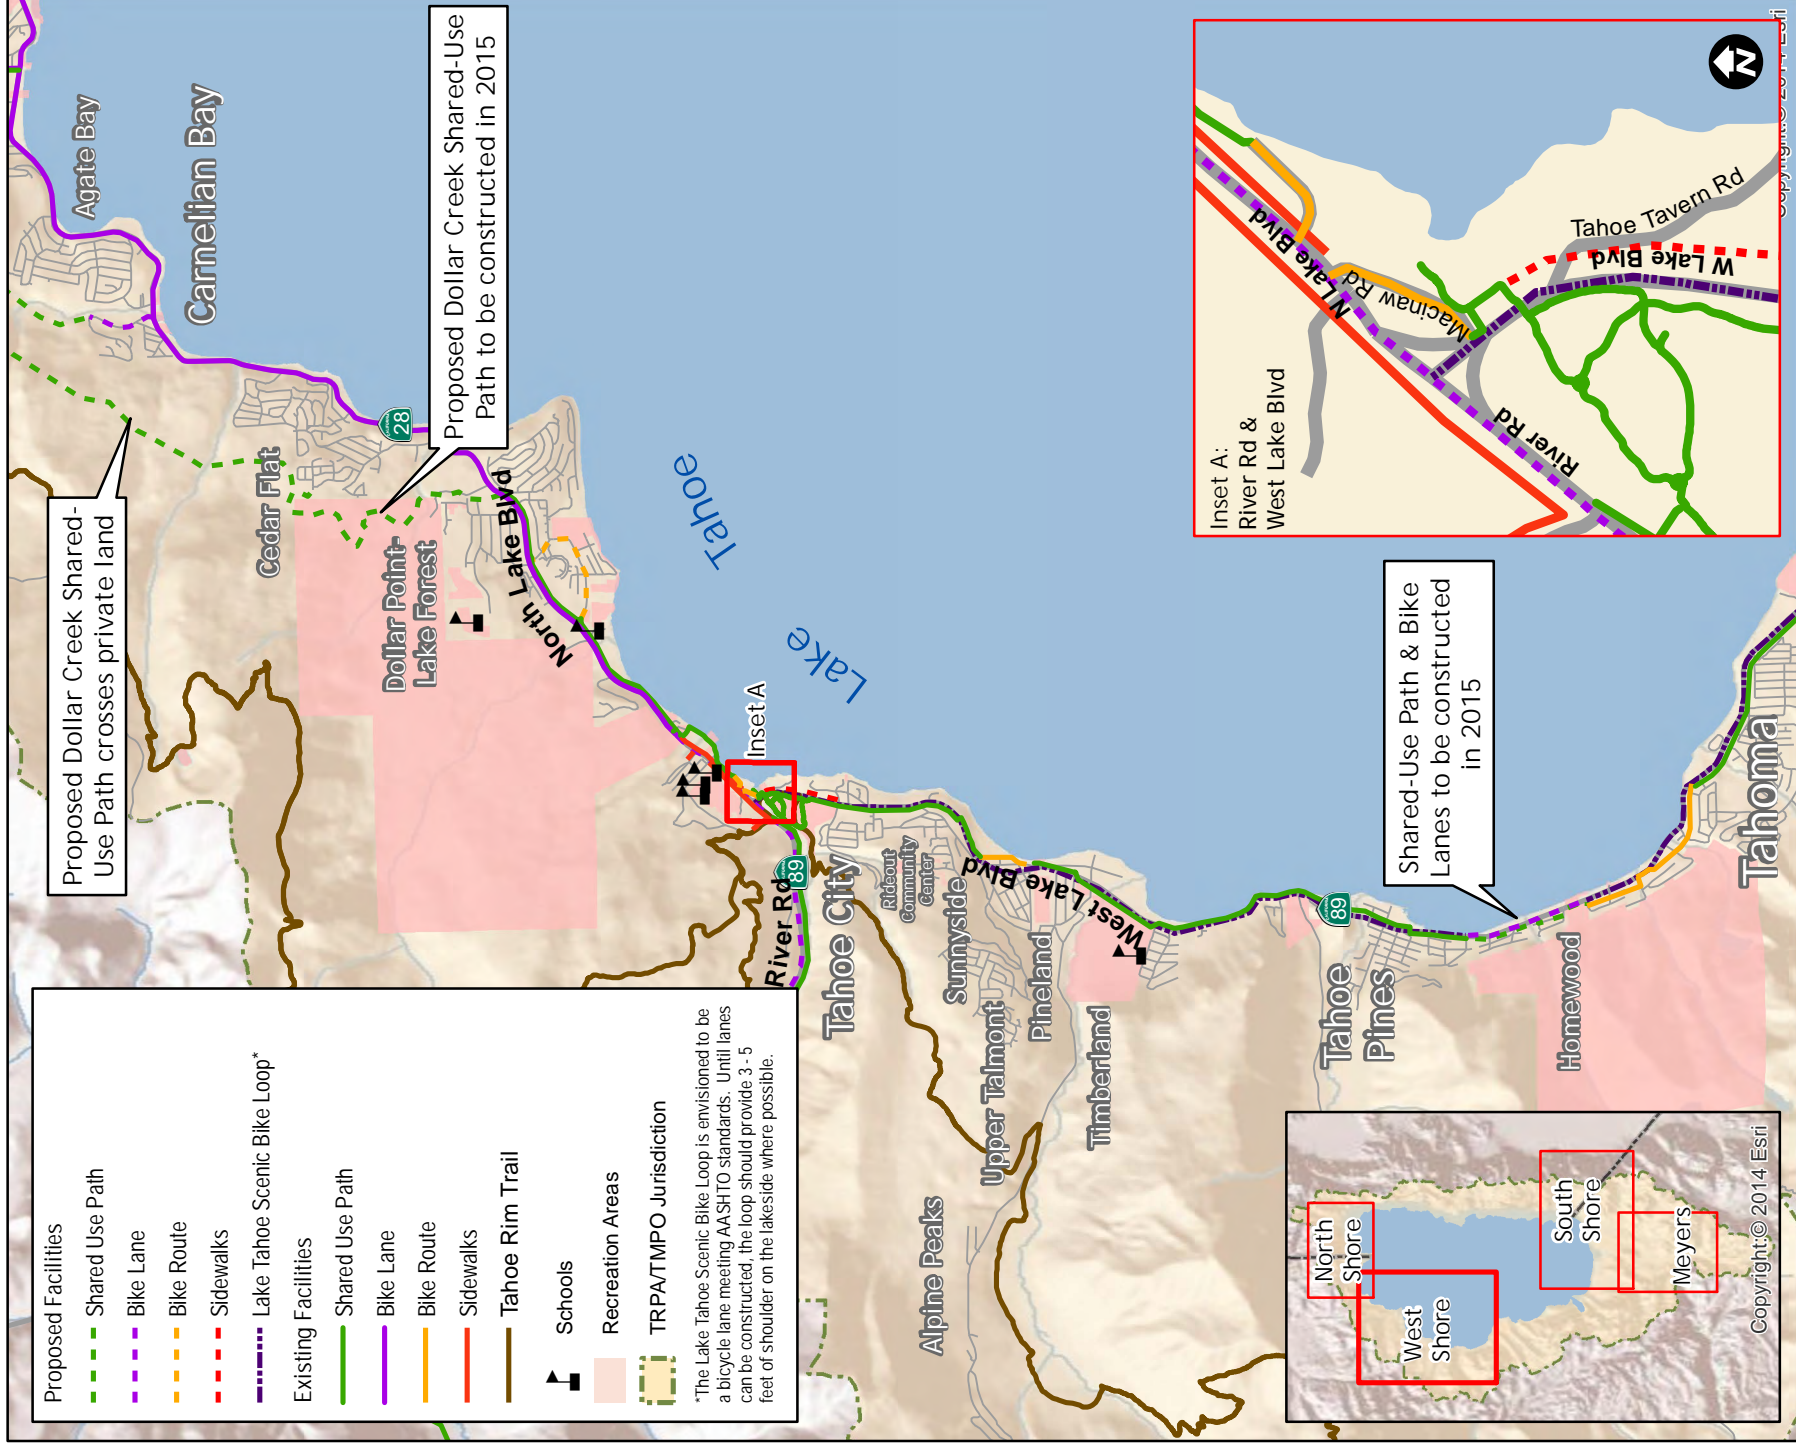 Proposed Facilities
Shared Use Path
Bike Lane
Bike Route
Sidewalks
Lake Tahoe Scenic Bike Loop*
Existing Facilities
Shared Use Path
Bike Lane
Bike Route
Sidewalks
Tahoe Rim Trail
Schools
Recreation Areas
TRPA/TMPO Jurisdiction
*The Lake Tahoe Scenic Bike Loop is envisioned to be
a bicycle lane meeting AASHTO standards. Until lanes
can be constructed, the loop should provide 3 - 5
feet of shoulder on the lakeside where possible.
Proposed Dollar Creek Shared-
Use Path crosses private land
Proposed Dollar Creek Shared-Use
Path to be constructed in 2015
Agate Bay
Carnelian Bay
Cedar Flat
28
Dollar Point-
Lake Forest
North Lake Blvd
Lake
Tahoe
Inset A
River Rd
89
Tahoe City
Rideout
Community
Center
Sunnyside
West Lake Blvd
Upper Talmont
Pineland
Timberland
Alpine Peaks
Tahoe
Pines
89
Homewood
Tahoma
Shared-Use Path & Bike
Lanes to be constructed
in 2015
Inset A:
River Rd &
West Lake Blvd
N Lake Blvd
Macinaw Rd
River Rd
W Lake Blvd
Tahoe Tavern Rd
N
Copyright:© 2014 Esri
North
Shore
West
Shore
South
Shore
Meyers
Copyright:© 2014 Esri